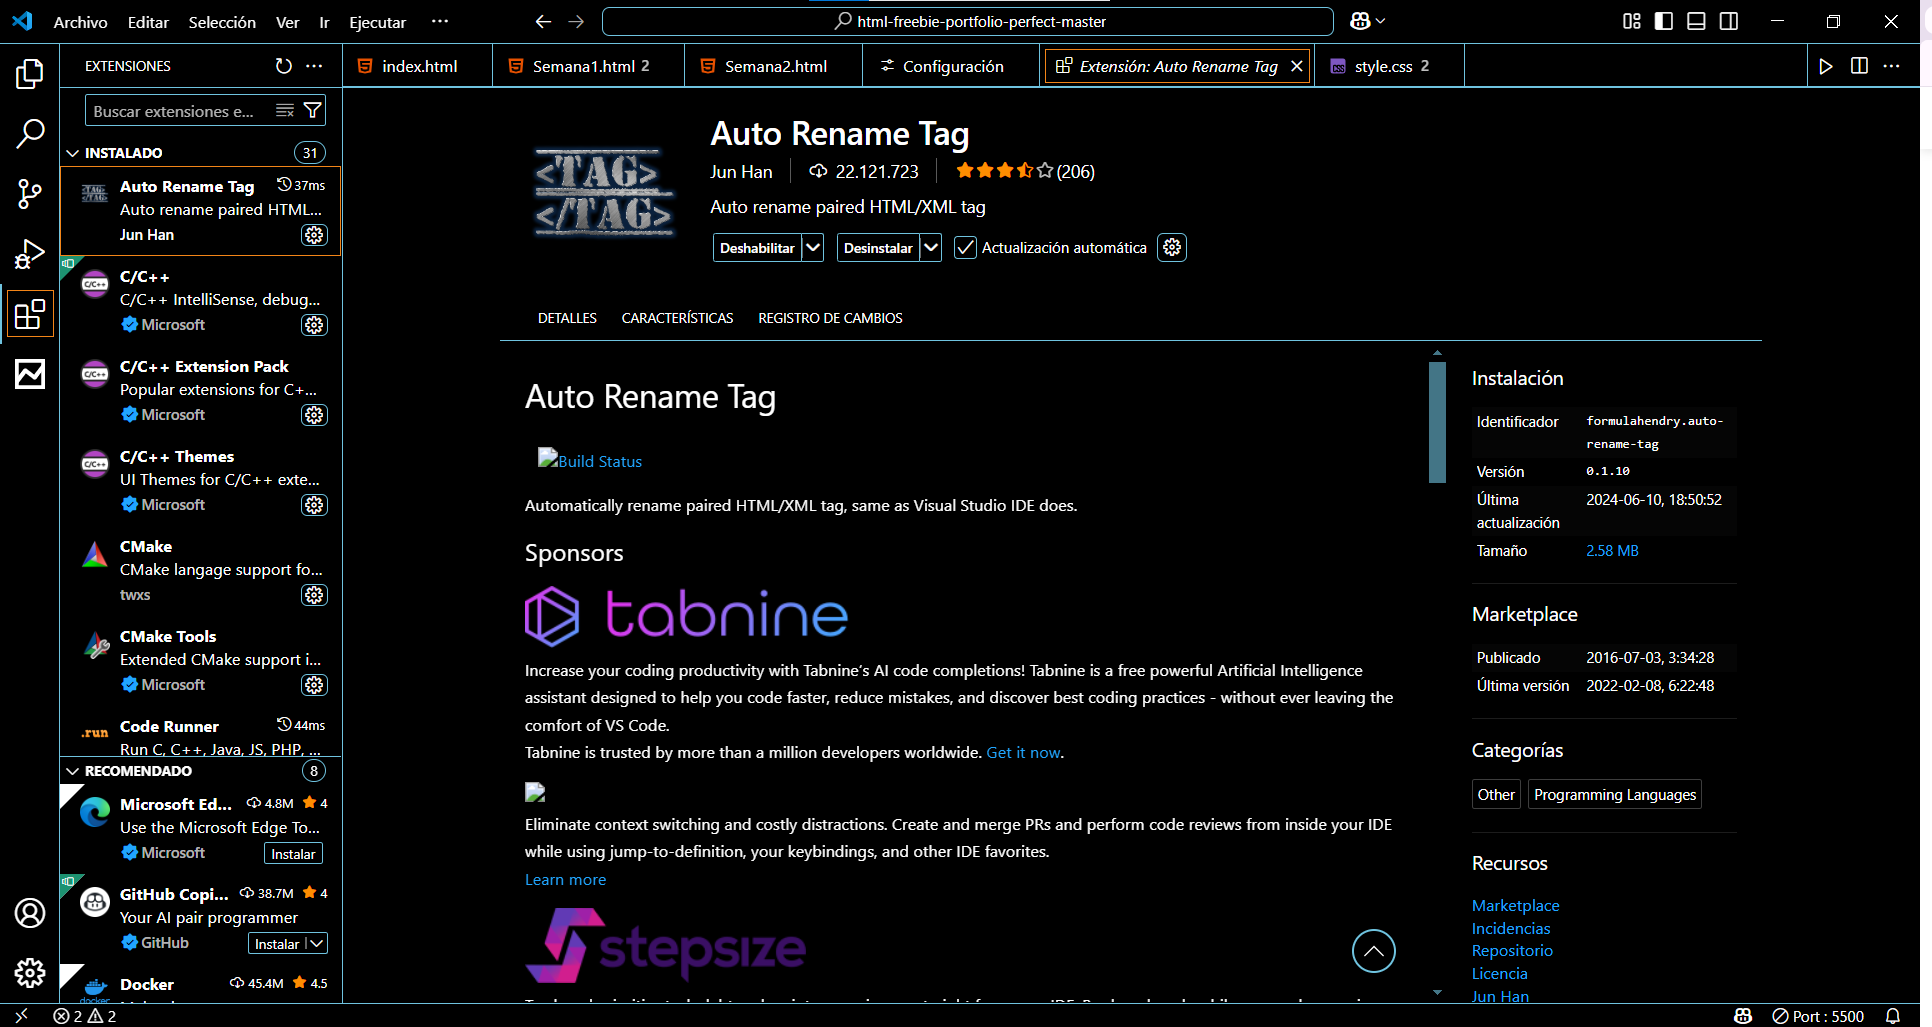 Archivo Editar Selección Ver Ir Ejecutar ···
html-freebie-portfolio-perfect-master
EXTENSIONES
index.html
Semana1.html 2
Semana2.html
Configuración
Extensión: Auto Rename Tag
style.css 2
Buscar extensiones e...
INSTALADO 31
Auto Rename Tag 37ms
Auto rename paired HTML...
Jun Han
C/C++
C/C++ IntelliSense, debug...
Microsoft
C/C++ Extension Pack
Popular extensions for C+...
Microsoft
C/C++ Themes
UI Themes for C/C++ exte...
Microsoft
CMake
CMake langage support fo...
twxs
CMake Tools
Extended CMake support i...
Microsoft
.run
Code Runner 44ms
Run C, C++, Java, JS, PHP, ...
RECOMENDADO 8
Microsoft Ed... 4.8M 4
Use the Microsoft Edge To...
Microsoft Instalar
GitHub Copi... 38.7M 4
Your AI pair programmer
GitHub Instalar
Docker 45.4M 4.5
docker
<TAG>
</TAG>
Auto Rename Tag
Jun Han 22.121.723 (206)
Auto rename paired HTML/XML tag
Deshabilitar Desinstalar Actualización automática
DETALLES CARACTERÍSTICAS REGISTRO DE CAMBIOS
Auto Rename Tag
Build Status
Automatically rename paired HTML/XML tag, same as Visual Studio IDE does.
Sponsors
tabnine
Increase your coding productivity with Tabnine's AI code completions! Tabnine is a free powerful Artificial Intelligence
assistant designed to help you code faster, reduce mistakes, and discover best coding practices - without ever leaving the
comfort of VS Code.
Tabnine is trusted by more than a million developers worldwide. Get it now.
Eliminate context switching and costly distractions. Create and merge PRs and perform code reviews from inside your IDE
while using jump-to-definition, your keybindings, and other IDE favorites.
Learn more
stepsize
Instalación
Identificador formulahendry.auto-
rename-tag
Versión 0.1.10
Última 2024-06-10, 18:50:52
actualización
Tamaño 2.58 MB
Marketplace
Publicado 2016-07-03, 3:34:28
Última versión 2022-02-08, 6:22:48
Categorías
Other Programming Languages
Recursos
Marketplace
Incidencias
Repositorio
Licencia
Jun Han
2 2
Port : 5500